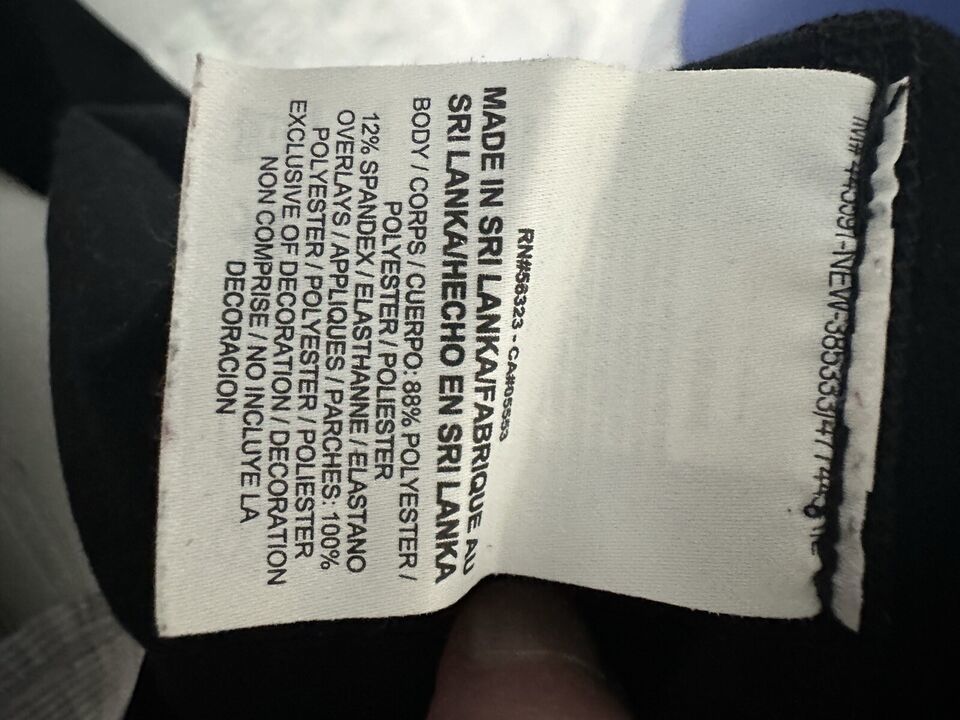 RN#56323 - CA#05553
MADE IN SRI LANKA/FABRIQUE AU
SRI LANKA/HECHO EN SRI LANKA
BODY / CORPS / CUERPO: 88% POLYESTER /
POLYESTER / POLIESTER
12% SPANDEX / ELASTHANNE / ELASTANO
OVERLAYS / APPLIQUES / PARCHES: 100%
POLYESTER / POLYESTER / POLIESTER
EXCLUSIVE OF DECORATION / DECORATION
NON COMPRISE / NO INCLUYE LA
DECORACION